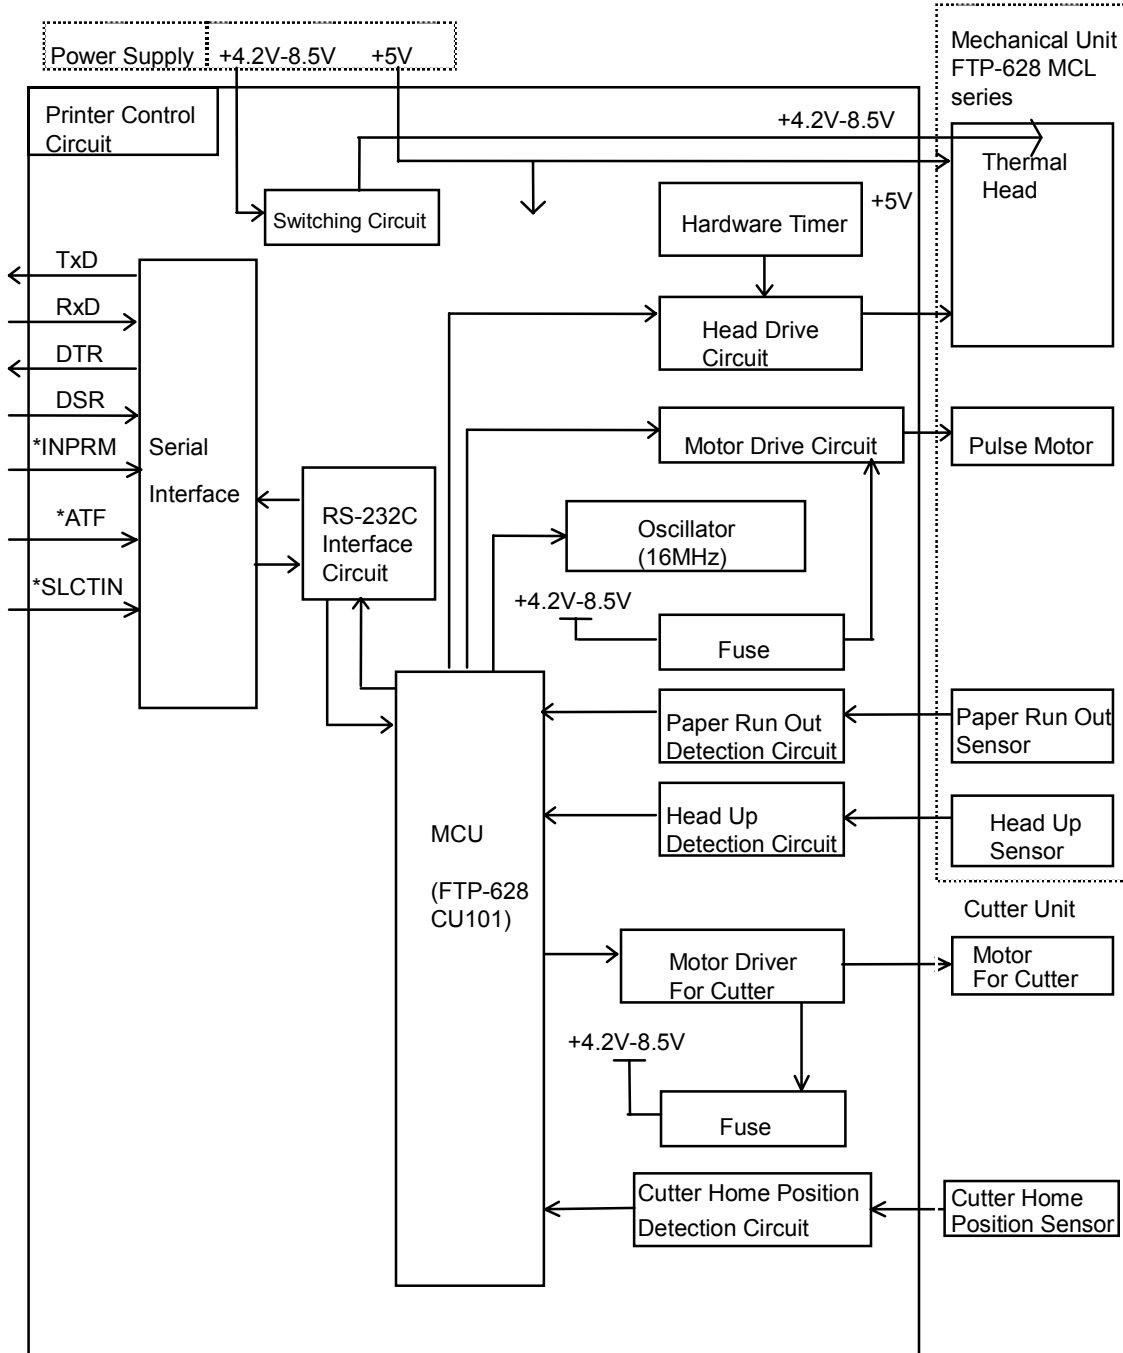 Power Supply +4.2V-8.5V +5V
Mechanical Unit
FTP-628 MCL
series
Printer Control
Circuit
+4.2V-8.5V
Thermal
Head
Switching Circuit
Hardware Timer
+5V
TxD
RxD
DTR
DSR
*INPRM
*ATF
*SLCTIN
Serial
Interface
Head Drive
Circuit
Motor Drive Circuit
Pulse Motor
RS-232C
Interface
Circuit
Oscillator
(16MHz)
+4.2V-8.5V
Fuse
Paper Run Out
Detection Circuit
Paper Run Out
Sensor
Head Up
Detection Circuit
Head Up
Sensor
MCU
(FTP-628
CU101)
Cutter Unit
Motor Driver
For Cutter
Motor
For Cutter
+4.2V-8.5V
Fuse
Cutter Home Position
Detection Circuit
Cutter Home
Position Sensor